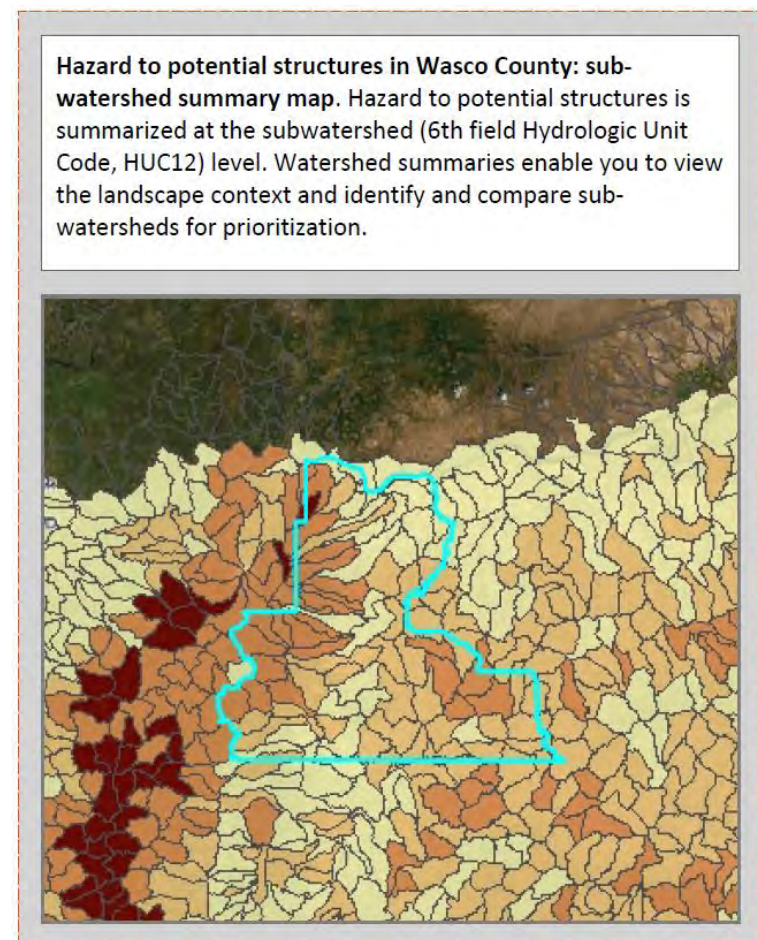 Hazard to potential structures in Wasco County: sub-
watershed summary map. Hazard to potential structures is
summarized at the subwatershed (6th field Hydrologic Unit
Code, HUC12) level. Watershed summaries enable you to view
the landscape context and identify and compare sub-
watersheds for prioritization.